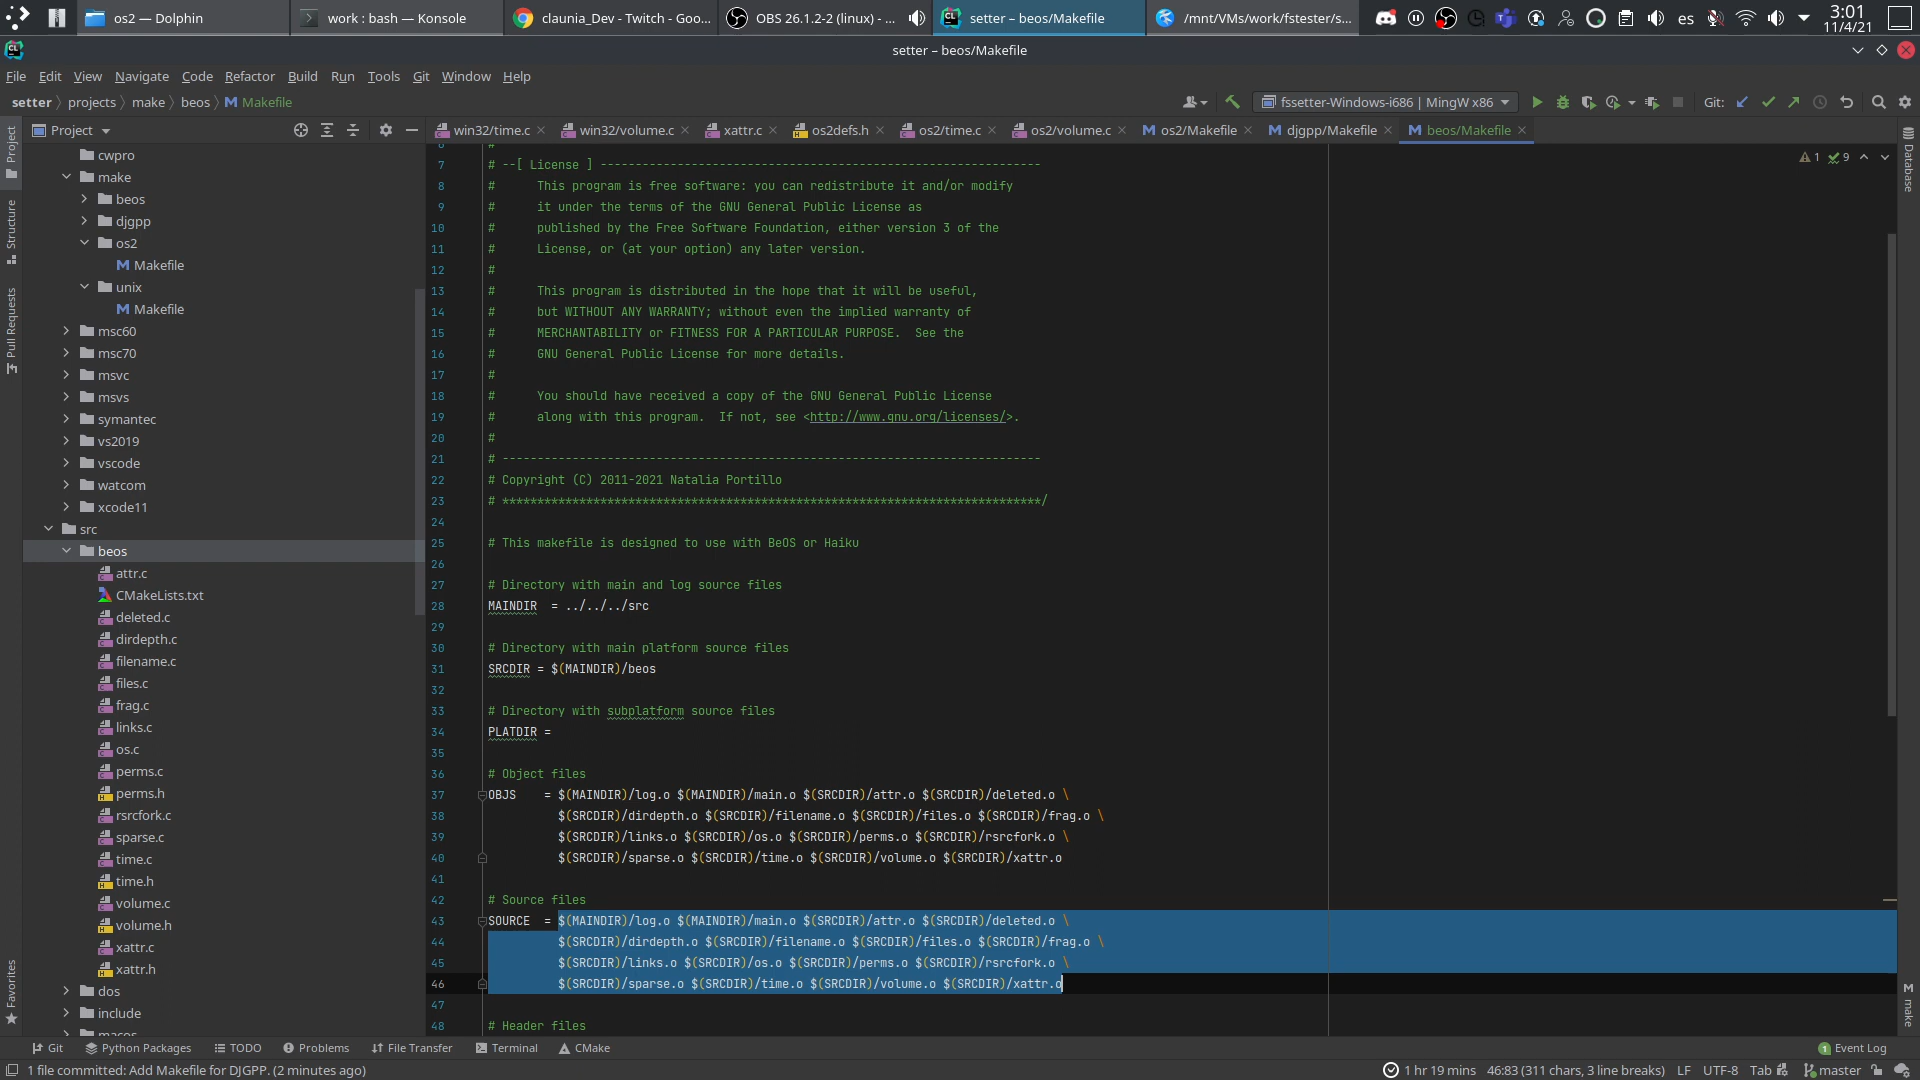 os2 — Dolphin
work : bash — Konsole
claunia_Dev - Twitch - Goo...
OBS 26.1.2-2 (linux) - ...
setter – beos/Makefile
/mnt/VMs/work/fstester/s...
es
3:01
11/4/21
setter – beos/Makefile
File Edit View Navigate Code Refactor Build Run Tools Git Window Help
setter projects make beos Makefile
fssetter-Windows-i686 | MingW x86
Git:
Project
win32/time.c
win32/volume.c
xattr.c
os2defs.h
os2/time.c
os2/volume.c
os2/Makefile
djgpp/Makefile
beos/Makefile
1 9
Project
Structure
Pull Requests
Favorites
Database
make
cwpro
make
beos
djgpp
os2
Makefile
unix
Makefile
msc60
msc70
msvc
msvs
symantec
vs2019
vscode
watcom
xcode11
src
beos
attr.c
CMakeLists.txt
deleted.c
dirdepth.c
filename.c
files.c
frag.c
links.c
os.c
perms.c
perms.h
rsrcfork.c
sparse.c
time.c
time.h
volume.c
volume.h
xattr.c
xattr.h
dos
include
macos
6 #
7 # --[ License ] ---------------------------------------------------------------
8 #      This program is free software: you can redistribute it and/or modify
9 #      it under the terms of the GNU General Public License as
10 #      published by the Free Software Foundation, either version 3 of the
11 #      License, or (at your option) any later version.
12 #
13 #      This program is distributed in the hope that it will be useful,
14 #      but WITHOUT ANY WARRANTY; without even the implied warranty of
15 #      MERCHANTABILITY or FITNESS FOR A PARTICULAR PURPOSE.  See the
16 #      GNU General Public License for more details.
17 #
18 #      You should have received a copy of the GNU General Public License
19 #      along with this program.  If not, see <http://www.gnu.org/licenses/>.
20 #
21 # -----------------------------------------------------------------------------
22 # Copyright (C) 2011-2021 Natalia Portillo
23 # *****************************************************************************/
24
25 # This makefile is designed to use with BeOS or Haiku
26
27 # Directory with main and log source files
28 MAINDIR  = ../../../src
29
30 # Directory with main platform source files
31 SRCDIR = $(MAINDIR)/beos
32
33 # Directory with subplatform source files
34 PLATDIR =
35
36 # Object files
37 OBJS    = $(MAINDIR)/log.o $(MAINDIR)/main.o $(SRCDIR)/attr.o $(SRCDIR)/deleted.o \
38           $(SRCDIR)/dirdepth.o $(SRCDIR)/filename.o $(SRCDIR)/files.o $(SRCDIR)/frag.o \
39           $(SRCDIR)/links.o $(SRCDIR)/os.o $(SRCDIR)/perms.o $(SRCDIR)/rsrcfork.o \
40           $(SRCDIR)/sparse.o $(SRCDIR)/time.o $(SRCDIR)/volume.o $(SRCDIR)/xattr.o
41
42 # Source files
43 SOURCE  = $(MAINDIR)/log.o $(MAINDIR)/main.o $(SRCDIR)/attr.o $(SRCDIR)/deleted.o \
44           $(SRCDIR)/dirdepth.o $(SRCDIR)/filename.o $(SRCDIR)/files.o $(SRCDIR)/frag.o \
45           $(SRCDIR)/links.o $(SRCDIR)/os.o $(SRCDIR)/perms.o $(SRCDIR)/rsrcfork.o \
46           $(SRCDIR)/sparse.o $(SRCDIR)/time.o $(SRCDIR)/volume.o $(SRCDIR)/xattr.o
47
48 # Header files
Git Python Packages TODO Problems File Transfer Terminal CMake
1 Event Log
1 file committed: Add Makefile for DJGPP. (2 minutes ago)
1 hr 19 mins 46:83 (311 chars, 3 line breaks) LF UTF-8 Tab master